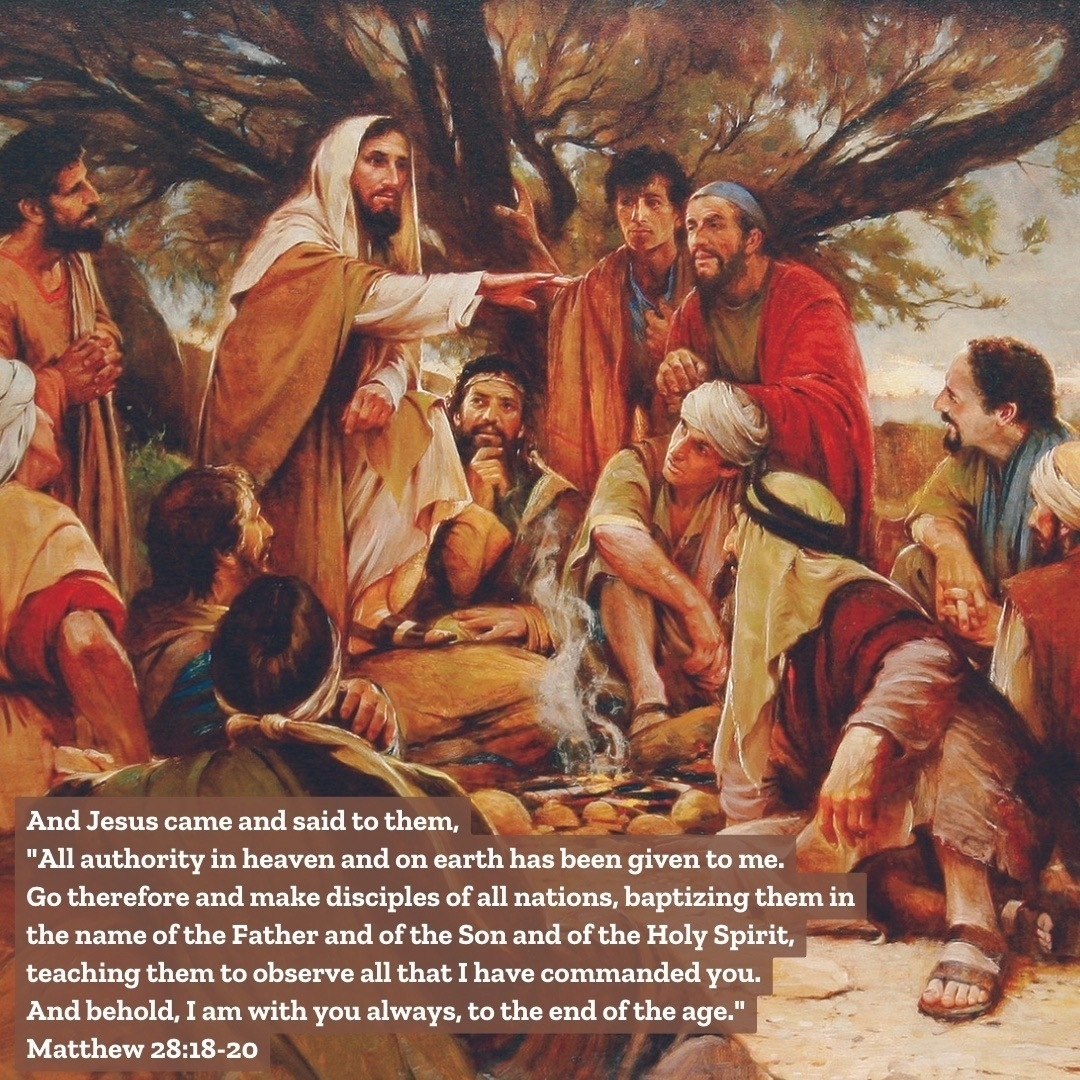 And Jesus came and said to them,
"All authority in heaven and on earth has been given to me.
Go therefore and make disciples of all nations, baptizing them in
the name of the Father and of the Son and of the Holy Spirit,
teaching them to observe all that I have commanded you.
And behold, I am with you always, to the end of the age."
Matthew 28:18-20